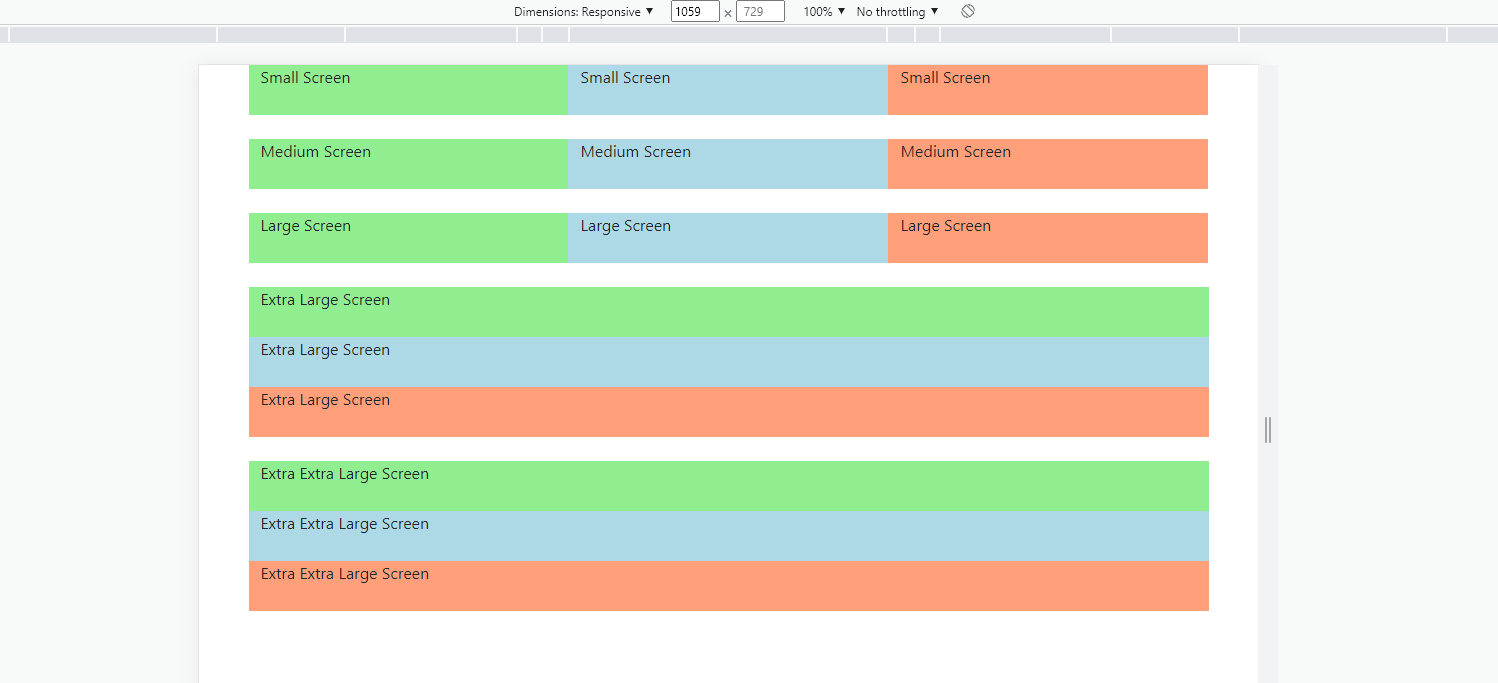 Dimensions: Responsive ▼ 1059 × 729 100% ▼ No throttling ▼
Small Screen Small Screen Small Screen
Medium Screen Medium Screen Medium Screen
Large Screen Large Screen Large Screen
Extra Large Screen
Extra Large Screen
Extra Large Screen
Extra Extra Large Screen
Extra Extra Large Screen
Extra Extra Large Screen